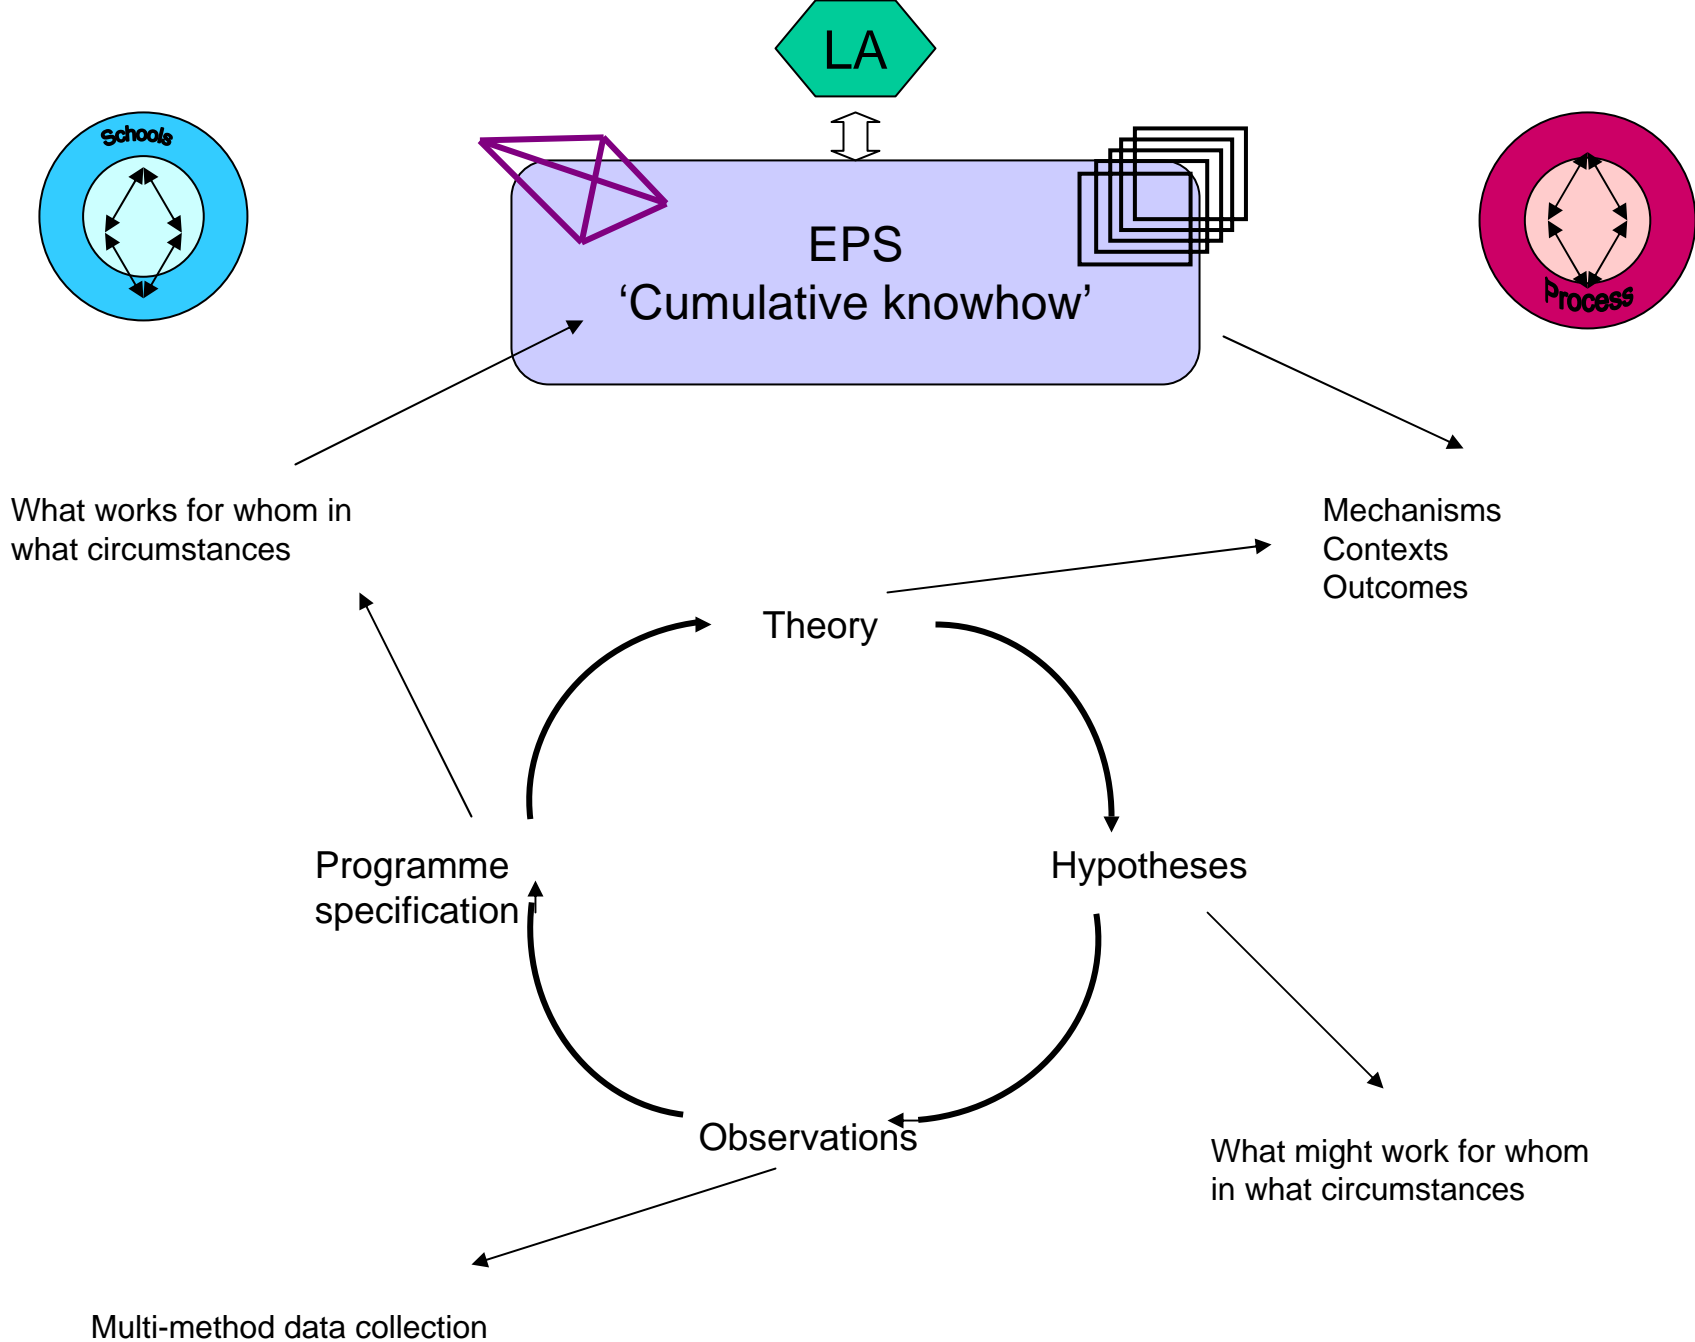 LA
Schools
EPS
‘Cumulative knowhow’
Process
What works for whom in
what circumstances
Mechanisms
Contexts
Outcomes
Theory
Programme
specification
Hypotheses
Observations
What might work for whom
in what circumstances
Multi-method data collection